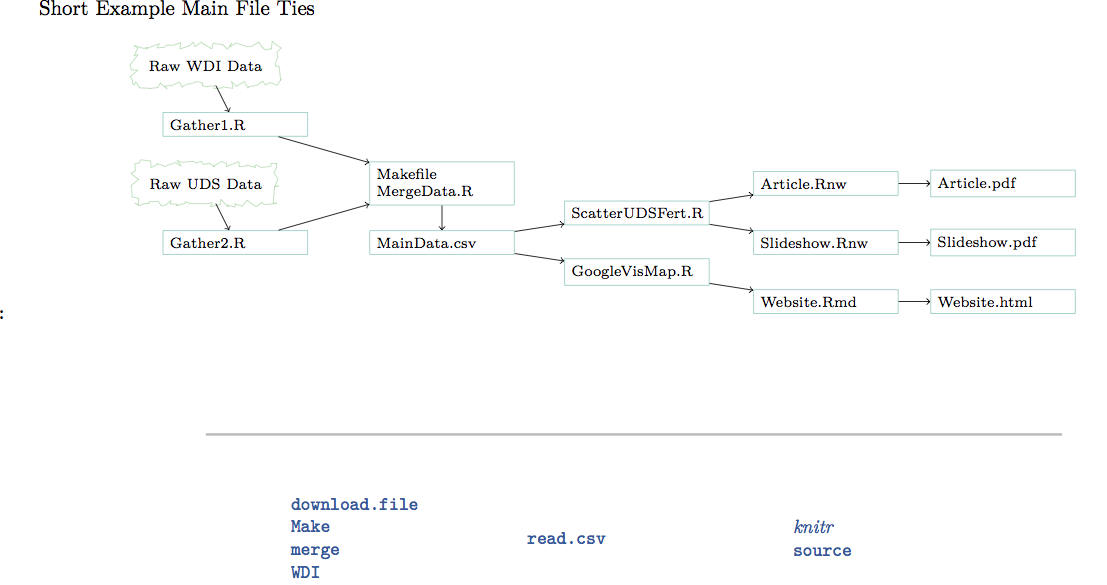 Short Example Main File Ties
Raw WDI Data
Gather1.R
Raw UDS Data
Gather2.R
Makefile
MergeData.R
MainData.csv
ScatterUDSFert.R
GoogleVisMap.R
Article.Rnw
Article.pdf
Slideshow.Rnw
Slideshow.pdf
Website.Rmd
Website.html
:
download.file
Make
merge
WDI
read.csv
knitr
source